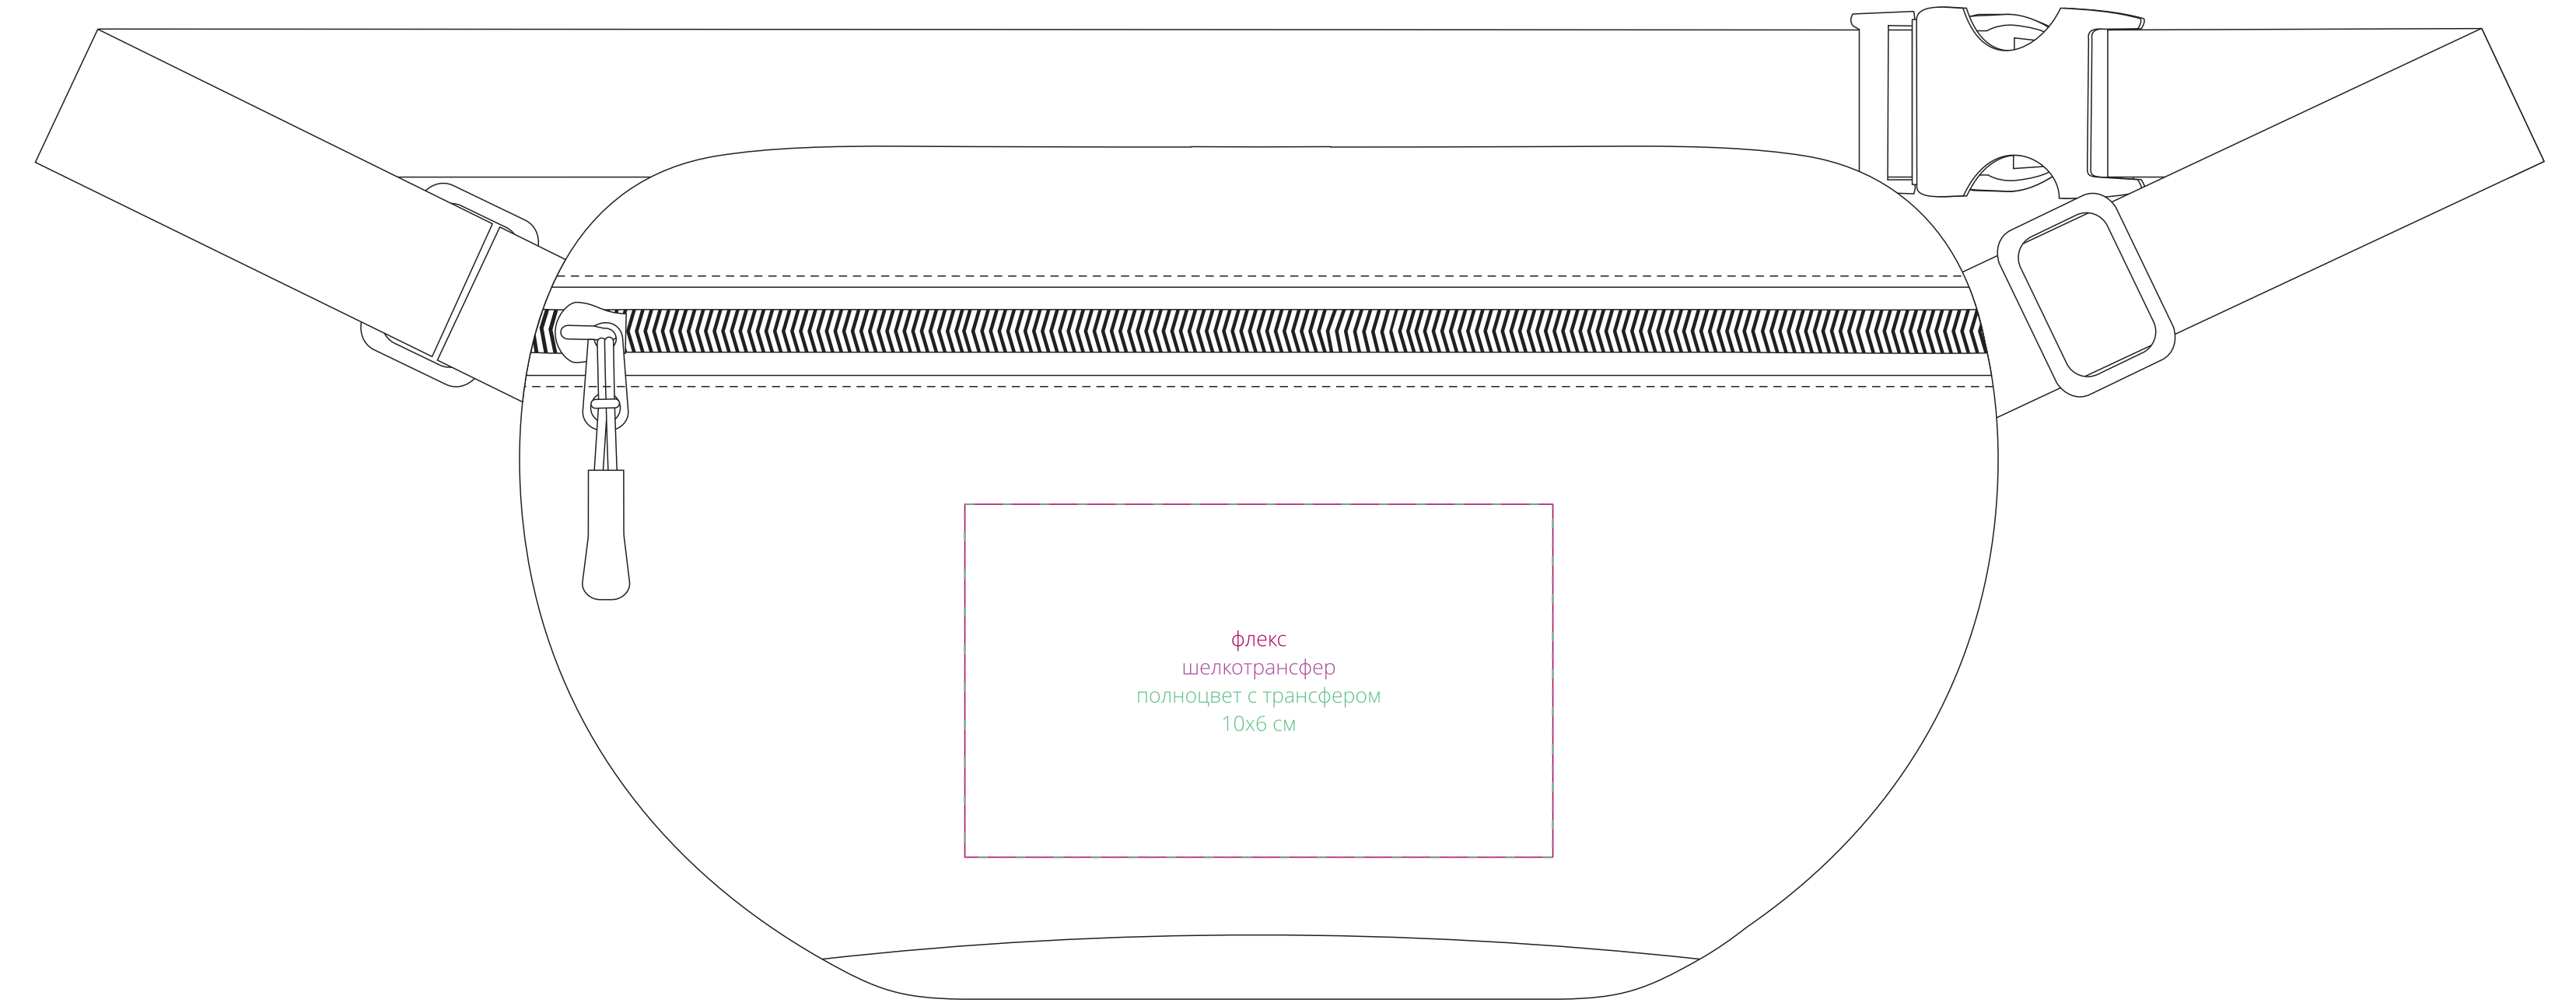 флекс
шелкотрансфер
полноцвет с трансфером
10х6 см